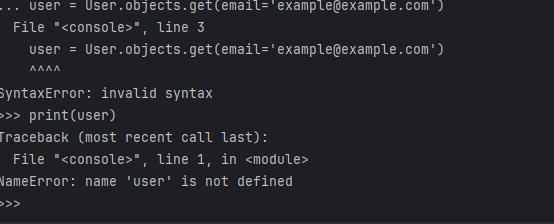 ... user = User.objects.get(email='example@example.com')
  File "<console>", line 3
    user = User.objects.get(email='example@example.com')
    ^^^^
SyntaxError: invalid syntax
>>> print(user)
Traceback (most recent call last):
  File "<console>", line 1, in <module>
NameError: name 'user' is not defined
>>>